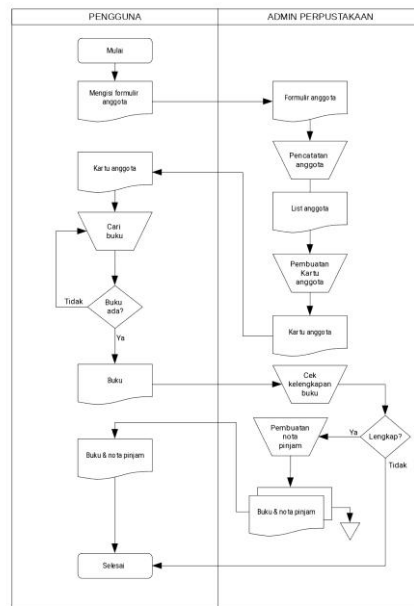 PENGGUNA
ADMIN PERPUSTAKAAN
Mulai
Mengisi formulir
anggota
Formulir anggota
Pencatatan
anggota
Kartu anggota
List anggota
Cari
buku
Pembuatan
Kartu
anggota
Tidak
Buku
ada?
Kartu anggota
Ya
Buku
Cek
kelengkapan
buku
Pembuatan
nota
pinjam
Ya
Lengkap?
Tidak
Buku & nota pinjam
Buku & nota pinjam
Selesai